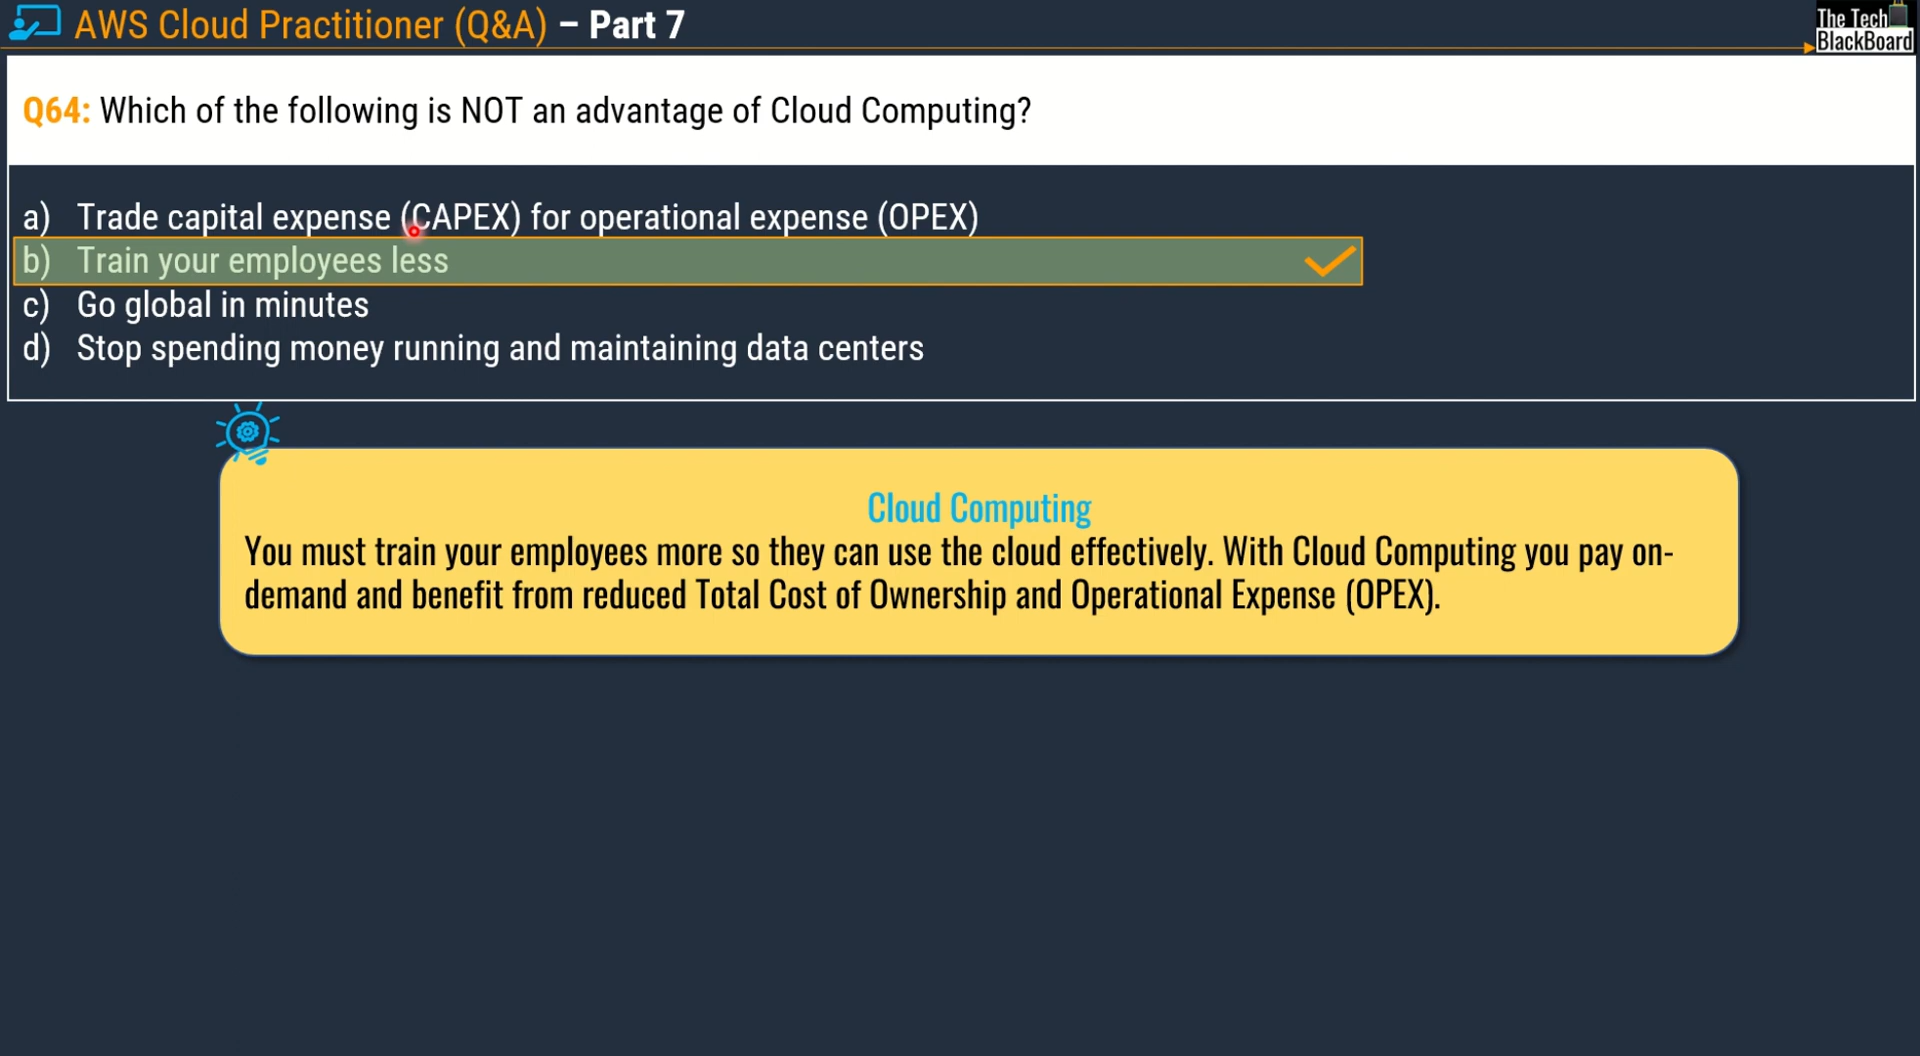 AWS Cloud Practitioner (Q&A) – Part 7
The Tech
BlackBoard
Q64: Which of the following is NOT an advantage of Cloud Computing?
a) Trade capital expense (CAPEX) for operational expense (OPEX)
b) Train your employees less
c) Go global in minutes
d) Stop spending money running and maintaining data centers
Cloud Computing
You must train your employees more so they can use the cloud effectively. With Cloud Computing you pay on-
demand and benefit from reduced Total Cost of Ownership and Operational Expense (OPEX).